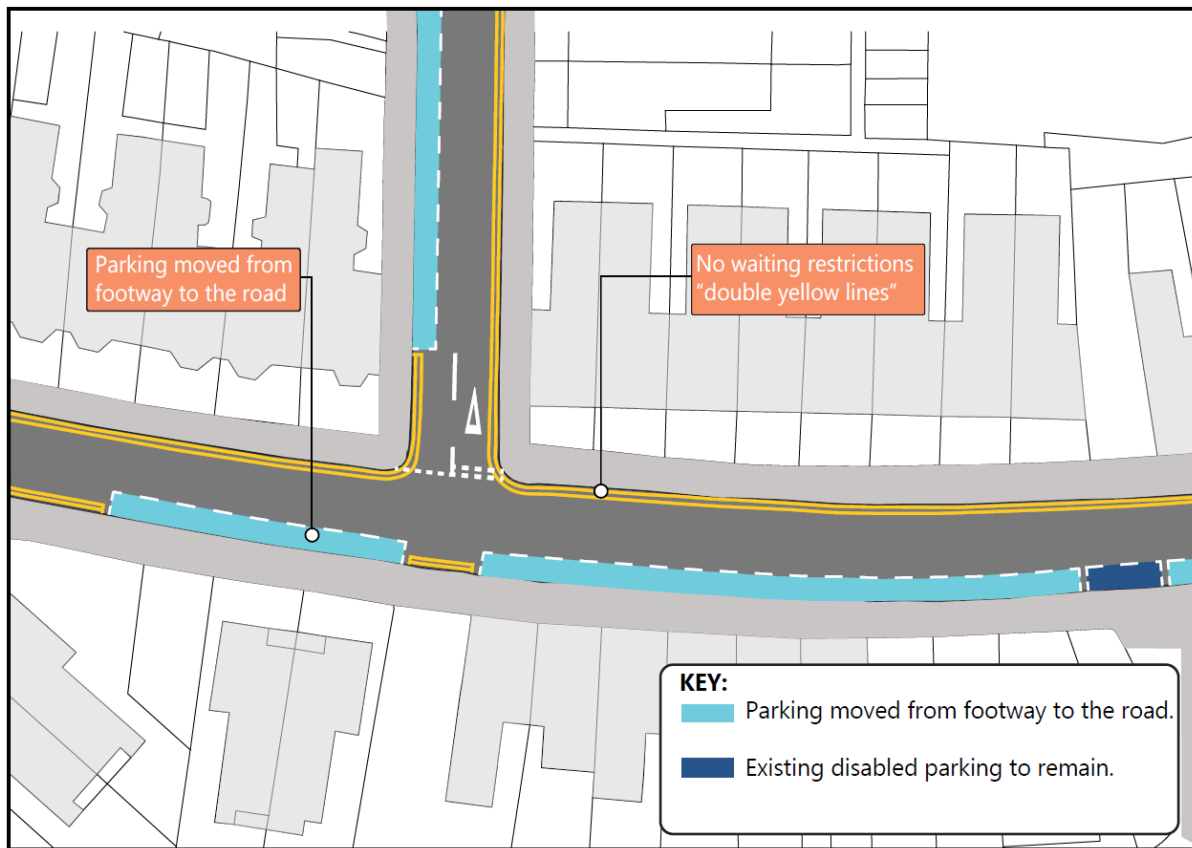 Parking moved from
footway to the road
No waiting restrictions
“double yellow lines”
KEY:
Parking moved from footway to the road.
Existing disabled parking to remain.